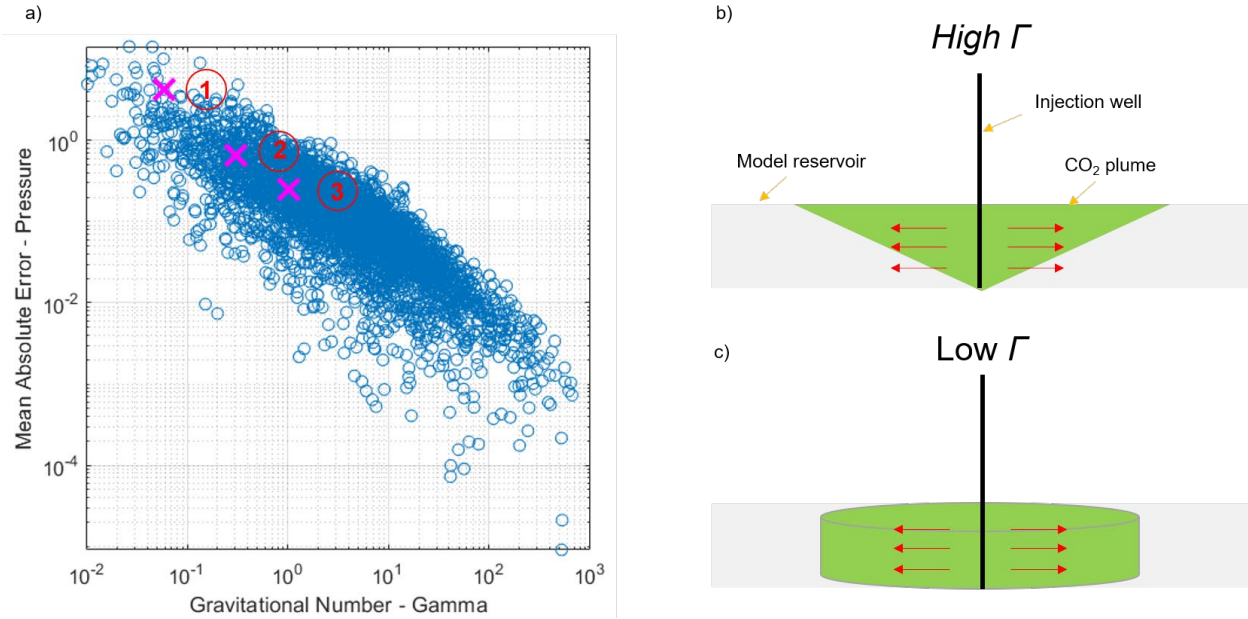 a)
Mean Absolute Error - Pressure
10^0
10^-2
10^-4
1
2
3
10^-2 10^-1 10^0 10^1 10^2 10^3
Gravitational Number - Gamma
b)
High Γ
Injection well
Model reservoir
CO₂ plume
c)
Low Γ